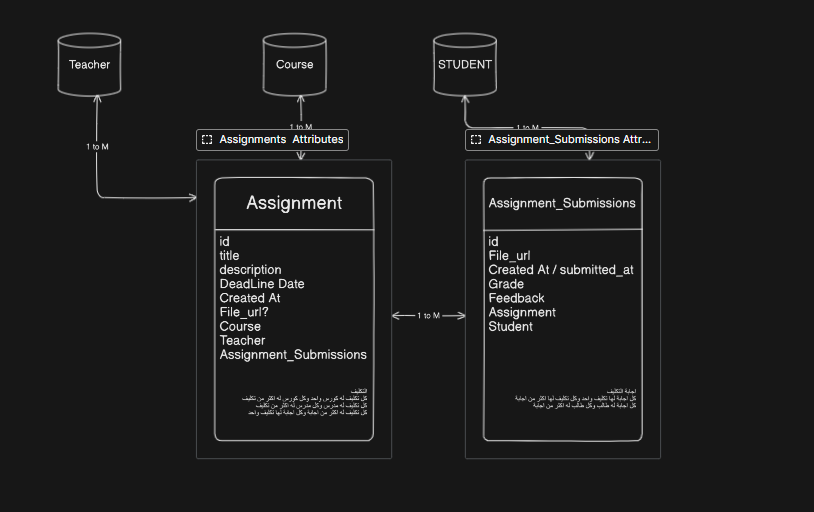 Teacher
Course
STUDENT
1 to M
1 to M
1 to M
Assignments Attributes
Assignment_Submissions Attr...
Assignment
id
title
description
DeadLine Date
Created At
File_url?
Course
Teacher
Assignment_Submissions
التكليف
كل تكليف له كورس واحد وكل كورس له اكثر من تكليف
كل تكليف له مدرس وكل مدرس له اكثر من تكليف
كل تكليف له اكثر من اجابة وكل اجابة لها تكليف واحد
1 to M
Assignment_Submissions
id
File_url
Created At / submitted_at
Grade
Feedback
Assignment
Student
اجابة التكليف
كل اجابة لها تكليف واحد وكل تكليف لها اكثر من اجابة
كل اجابة له طالب وكل طالب له اكثر من اجابة